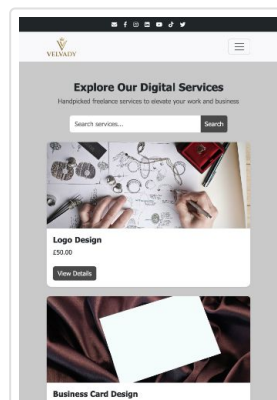 VELVADY
Explore Our Digital Services
Handpicked freelance services to elevate your work and business
Search services...
Search
Logo Design
£50.00
View Details
Business Card Design